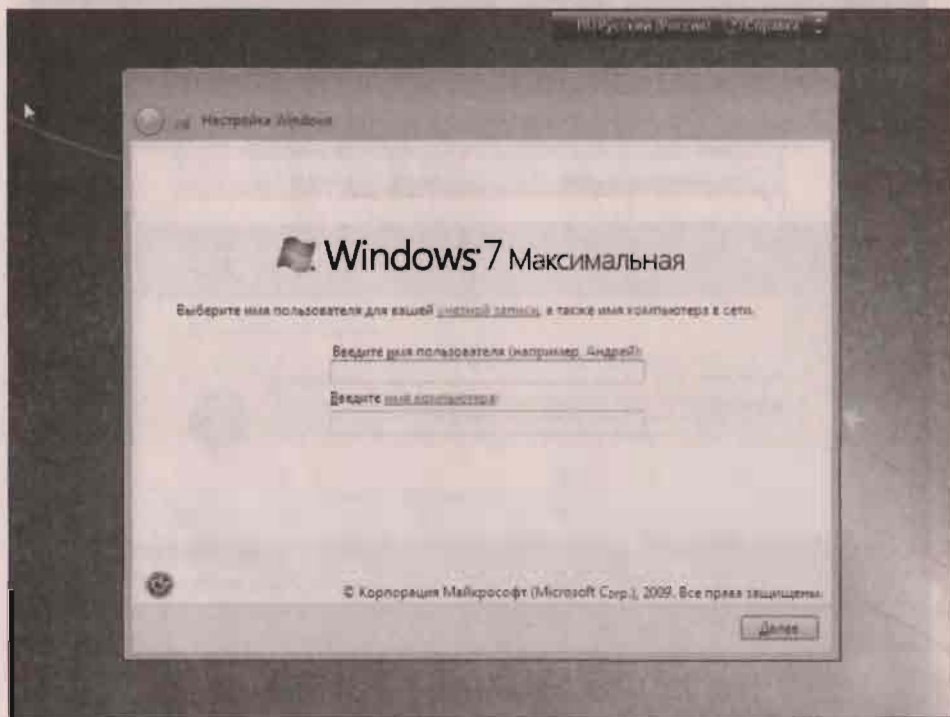 Русский (Россия) Справка
Настройка Windows
Windows 7 Максимальная
Выберите имя пользователя для вашей учетной записи, а также имя компьютера в сети.
Введите имя пользователя (например, Андрей):
Введите имя компьютера:
© Корпорация Майкрософт (Microsoft Corp.), 2009. Все права защищены.
Далее